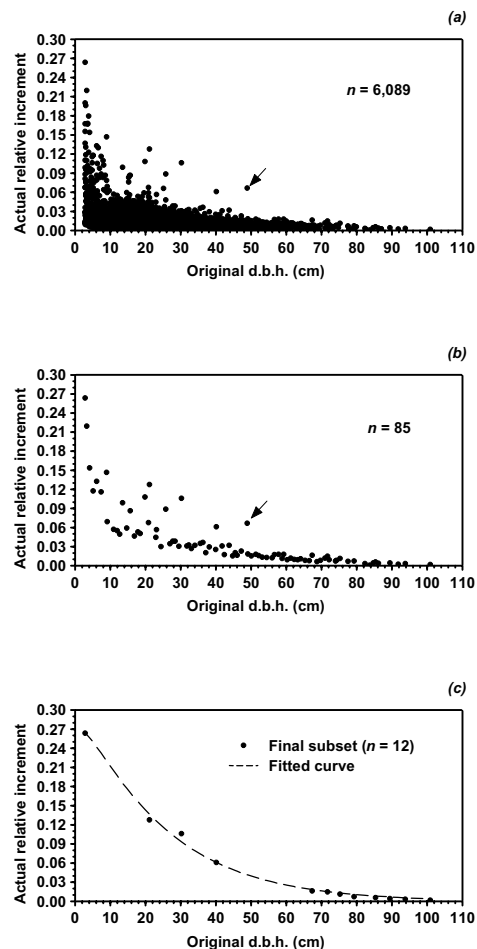 (a)
Actual relative increment
0.30
0.27
0.24
0.21
0.18
0.15
0.12
0.09
0.06
0.03
0.00
n = 6,089
0 10 20 30 40 50 60 70 80 90 100 110
Original d.b.h. (cm)
(b)
Actual relative increment
0.30
0.27
0.24
0.21
0.18
0.15
0.12
0.09
0.06
0.03
0.00
n = 85
0 10 20 30 40 50 60 70 80 90 100 110
Original d.b.h. (cm)
(c)
Actual relative increment
0.30
0.27
0.24
0.21
0.18
0.15
0.12
0.09
0.06
0.03
0.00
Final subset (n = 12)
Fitted curve
0 10 20 30 40 50 60 70 80 90 100 110
Original d.b.h. (cm)